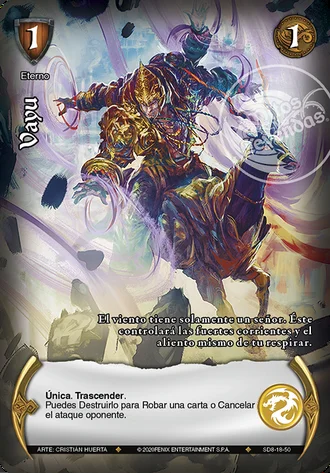 1
1
Eterno
Vayu
El viento tiene solamente un señor. Éste
controlará las fuertes corrientes y el
aliento mismo de tu respirar.
Única. Trascender.
Puedes Destruirlo para Robar una carta o Cancelar
el ataque oponente.
ARTE: CRISTIAN HUERTA
© 2020FENIX ENTERTAINMENT S.P.A
SD8-18-50